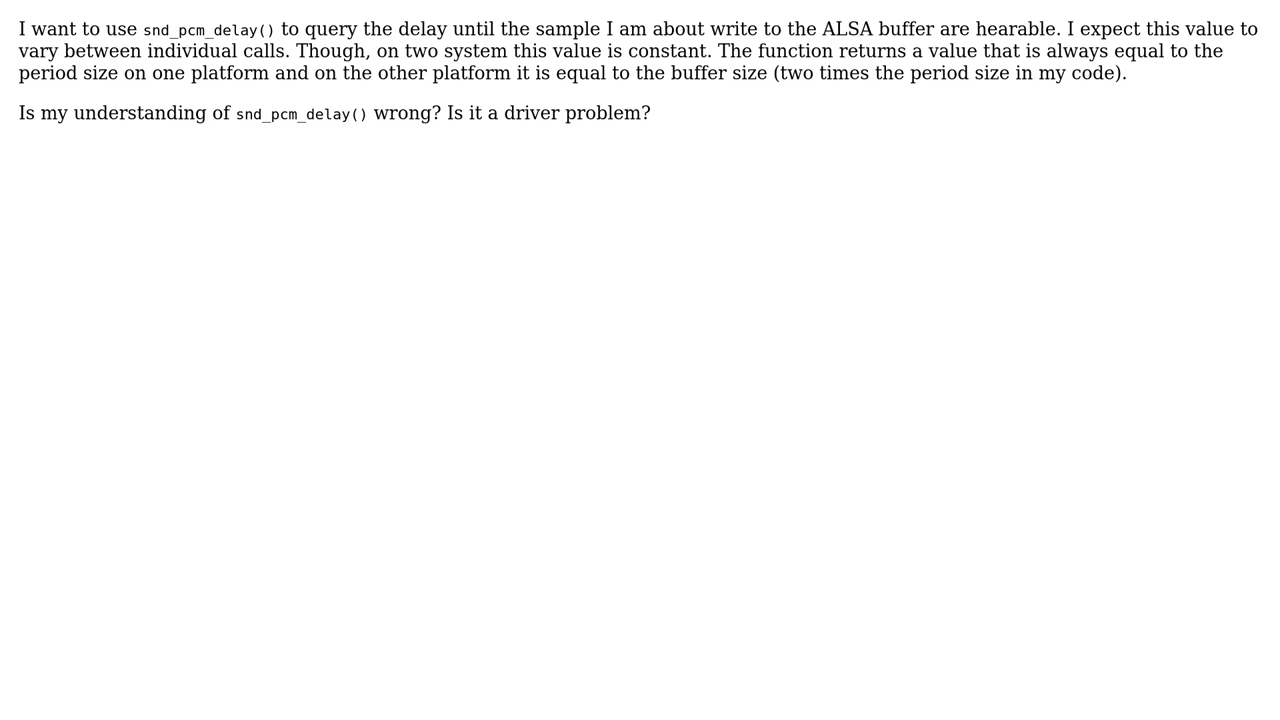 I want to use snd_pcm_delay() to query the delay until the sample I am about write to the ALSA buffer are hearable. I expect this value to
vary between individual calls. Though, on two system this value is constant. The function returns a value that is always equal to the
period size on one platform and on the other platform it is equal to the buffer size (two times the period size in my code).
Is my understanding of snd_pcm_delay() wrong? Is it a driver problem?